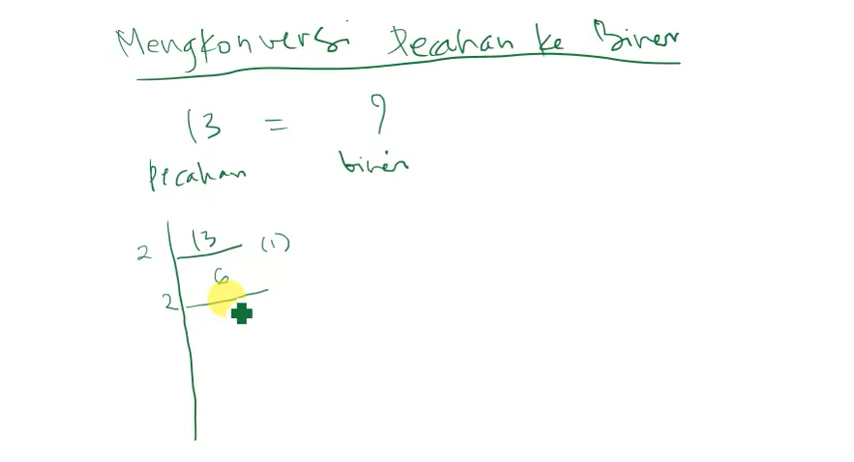 Mengkonversi Pecahan ke Biner
13 = ?
Pecahan biner
2 13 (1)
6
2